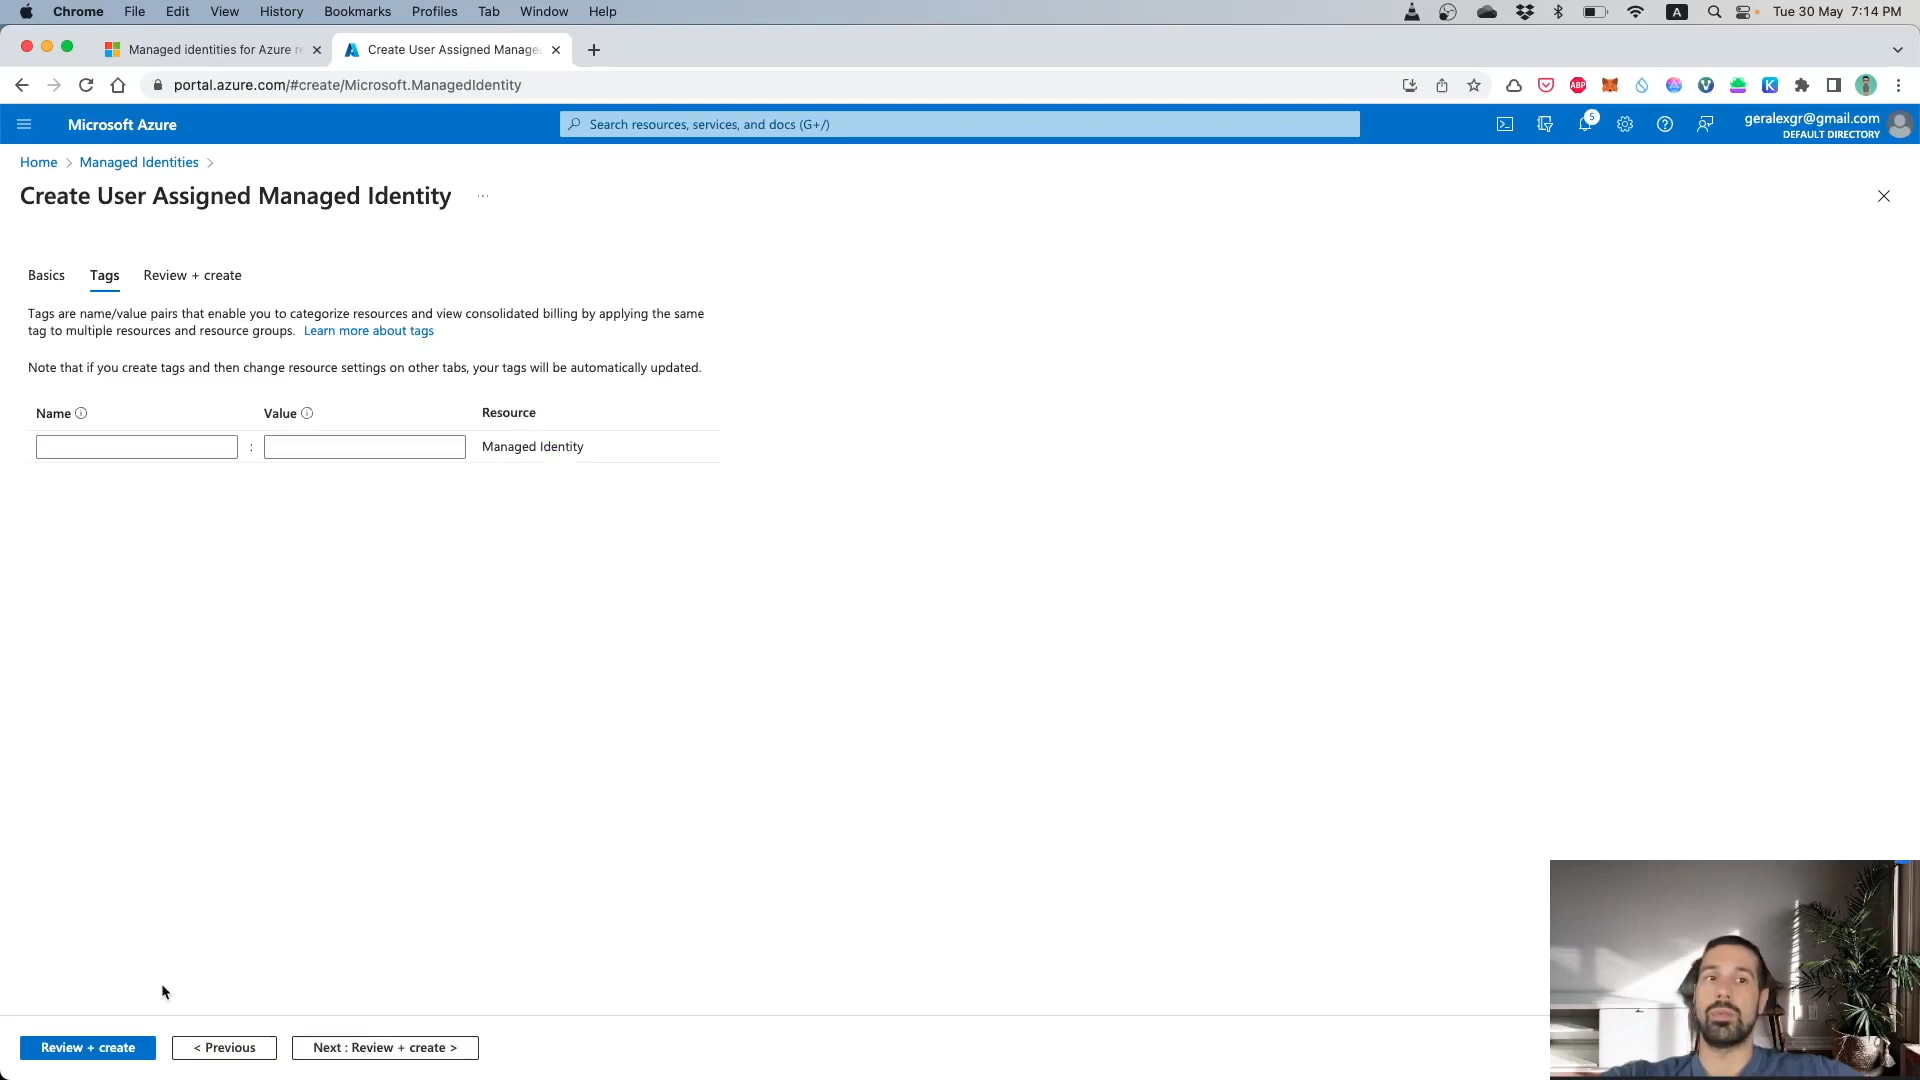 Chrome File Edit View History Bookmarks Profiles Tab Window Help A Tue 30 May 7:14 PM
Managed identities for Azure re Create User Assigned Manage
portal.azure.com/#create/Microsoft.ManagedIdentity ABP K
Microsoft Azure Search resources, services, and docs (G+/) 5 geralexgr@gmail.com
DEFAULT DIRECTORY
Home > Managed Identities >
Create User Assigned Managed Identity ...
Basics Tags Review + create
Tags are name/value pairs that enable you to categorize resources and view consolidated billing by applying the same
tag to multiple resources and resource groups. Learn more about tags
Note that if you create tags and then change resource settings on other tabs, your tags will be automatically updated.
Name Value Resource
: Managed Identity
Review + create < Previous Next : Review + create >